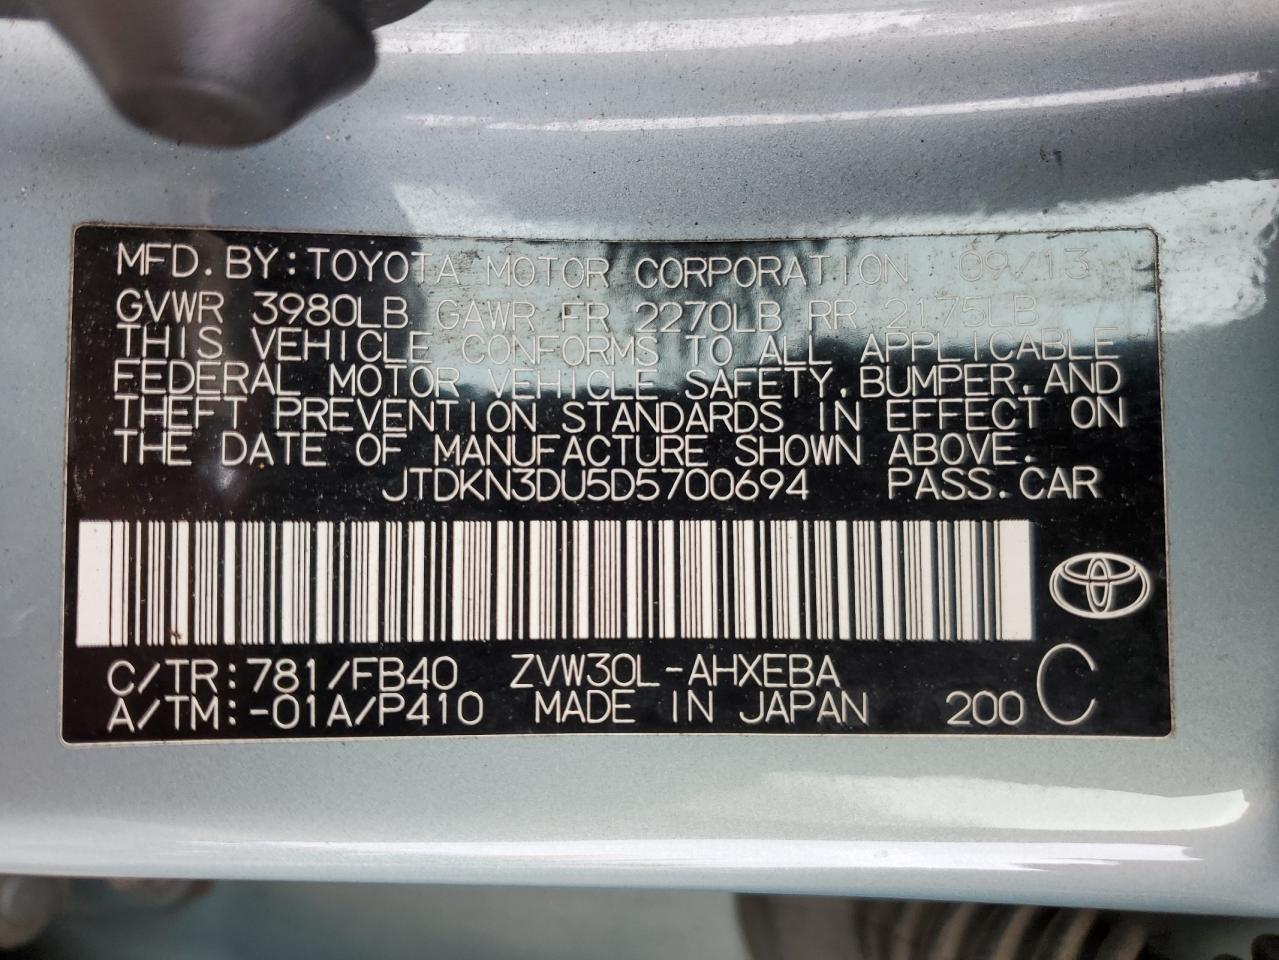 MFD. BY: TOYOTA MOTOR CORPORATION 09/13
GVWR 3980LB GAWR FR 2270LB RR 2175LB
THIS VEHICLE CONFORMS TO ALL APPLICABLE
FEDERAL MOTOR VEHICLE SAFETY, BUMPER, AND
THEFT PREVENTION STANDARDS IN EFFECT ON
THE DATE OF MANUFACTURE SHOWN ABOVE.
JTDKN3DU5D5700694 PASS. CAR
C/TR: 781/FB40 ZVW30L-AHXEBA
A/TM: -01A/P410 MADE IN JAPAN 200 C